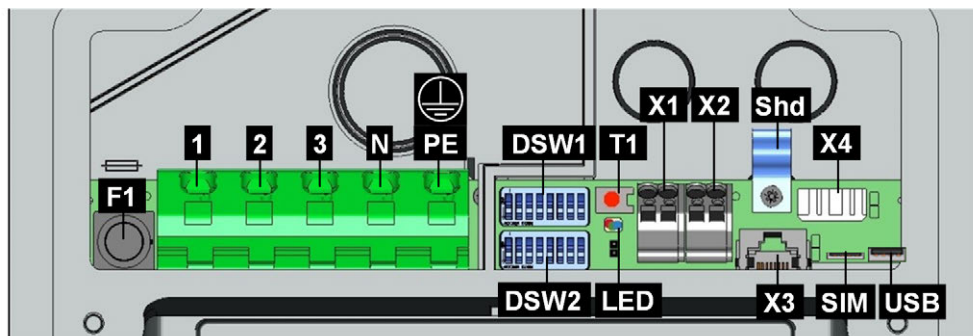 X1 X2 Shd
1 2 3 N PE DSW1 T1 X4
F1
DSW2 LED X3 SIM USB